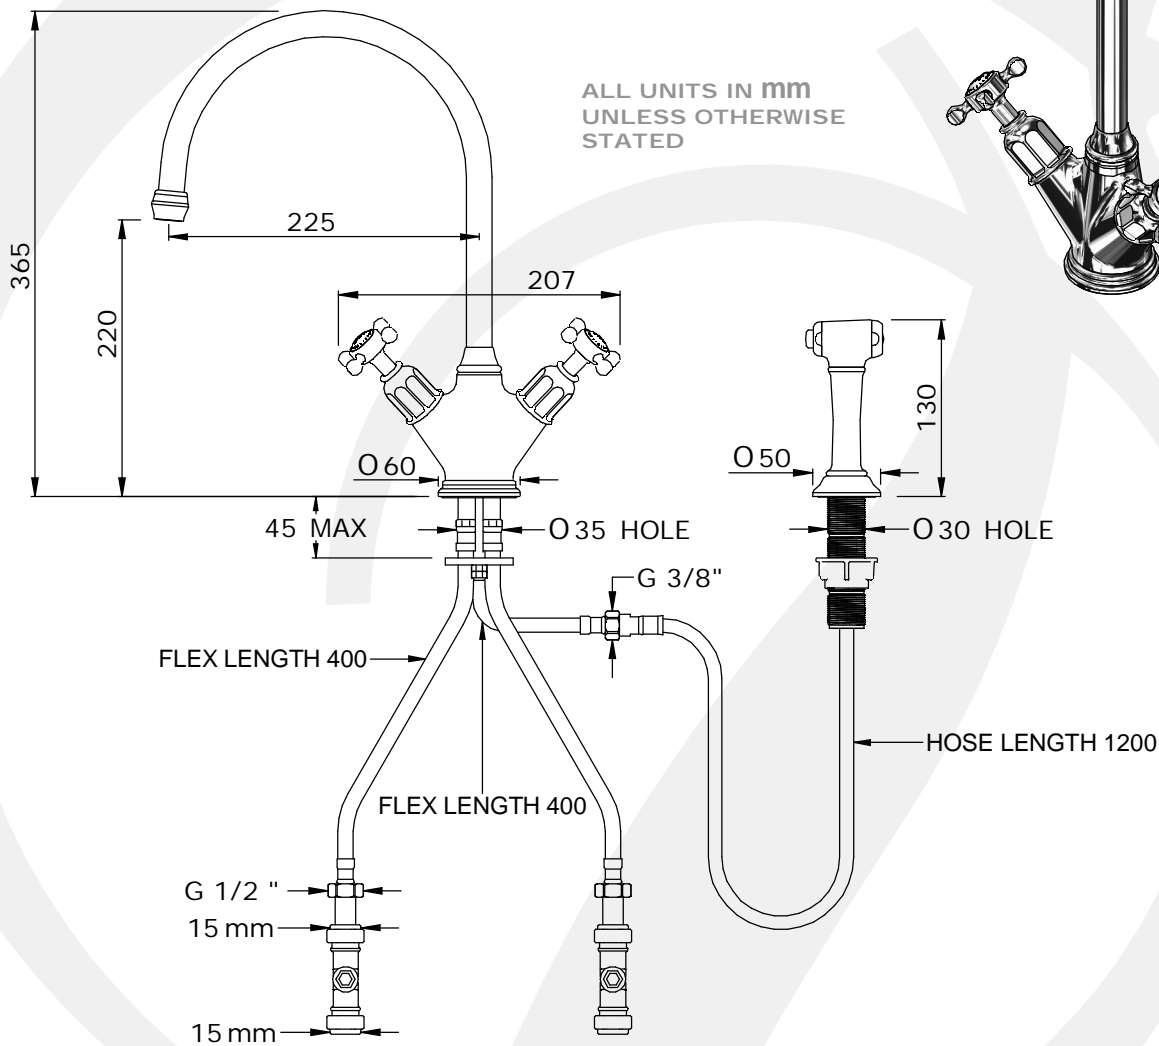 ALL UNITS IN mm
UNLESS OTHERWISE
STATED
365
225
220
207
130
O 60
O 50
45 MAX
O 35 HOLE
O 30 HOLE
G 3/8"
FLEX LENGTH 400
HOSE LENGTH 1200
FLEX LENGTH 400
G 1/2 "
15 mm
15 mm